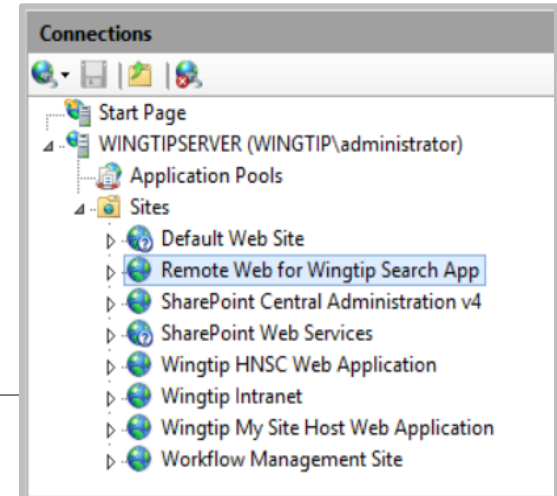 Connections
Start Page
WINGTIPSERVER (WINGTIP\administrator)
Application Pools
Sites
Default Web Site
Remote Web for Wingtip Search App
SharePoint Central Administration v4
SharePoint Web Services
Wingtip HNSC Web Application
Wingtip Intranet
Wingtip My Site Host Web Application
Workflow Management Site